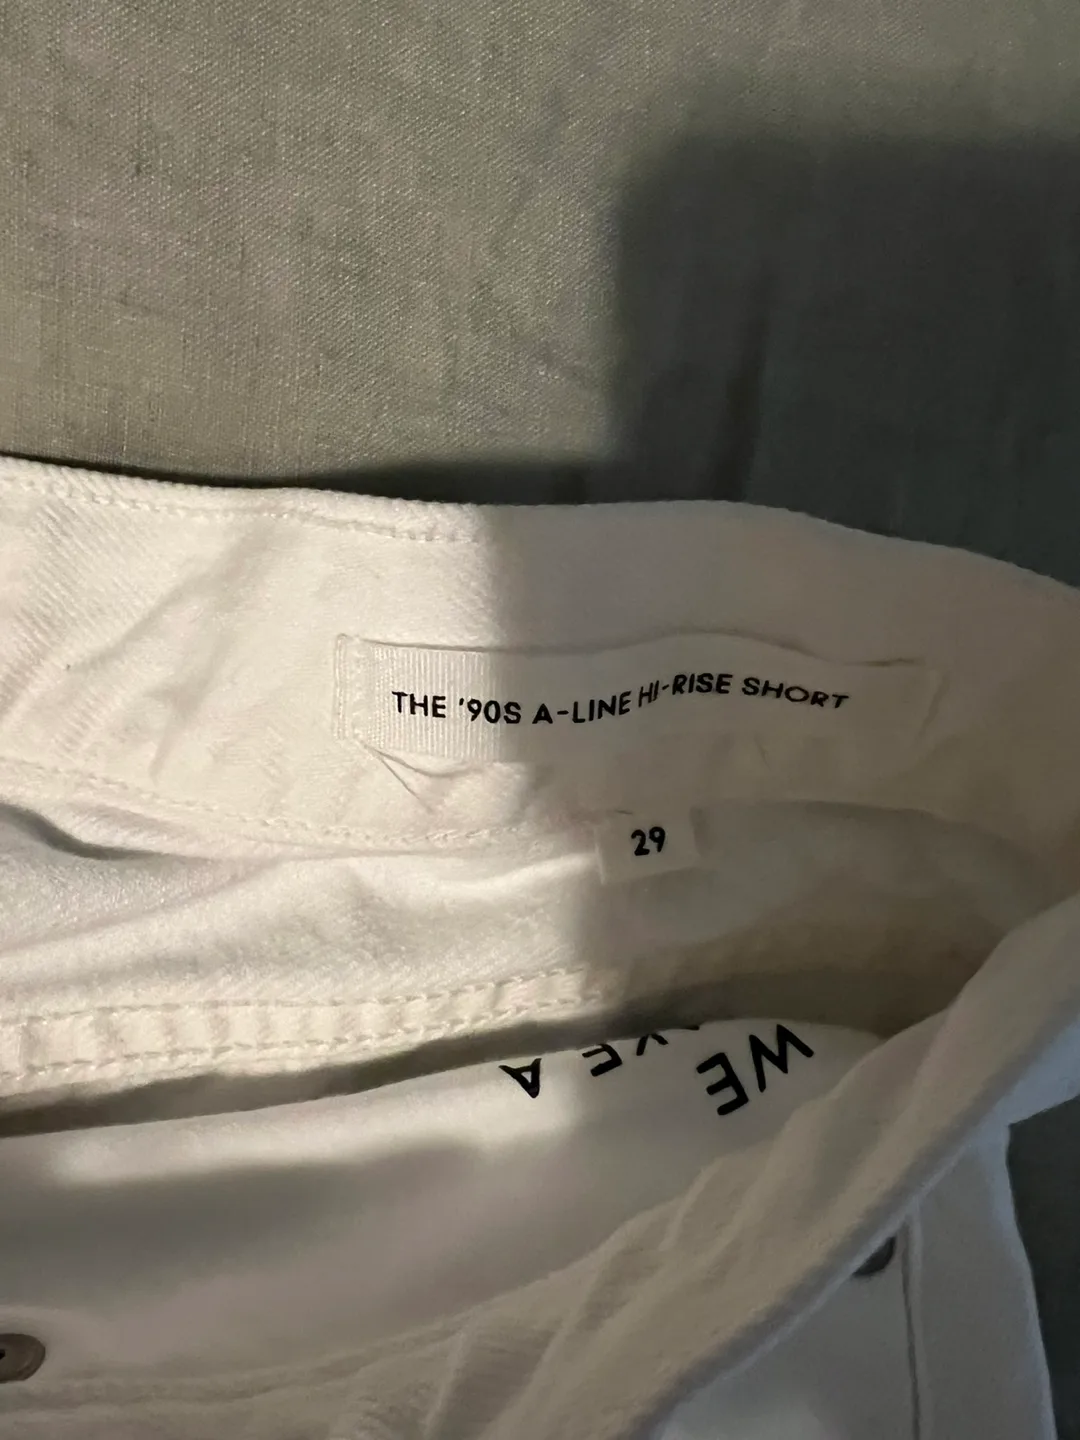 THE '90S A-LINE HI-RISE SHORT
29
WE
A